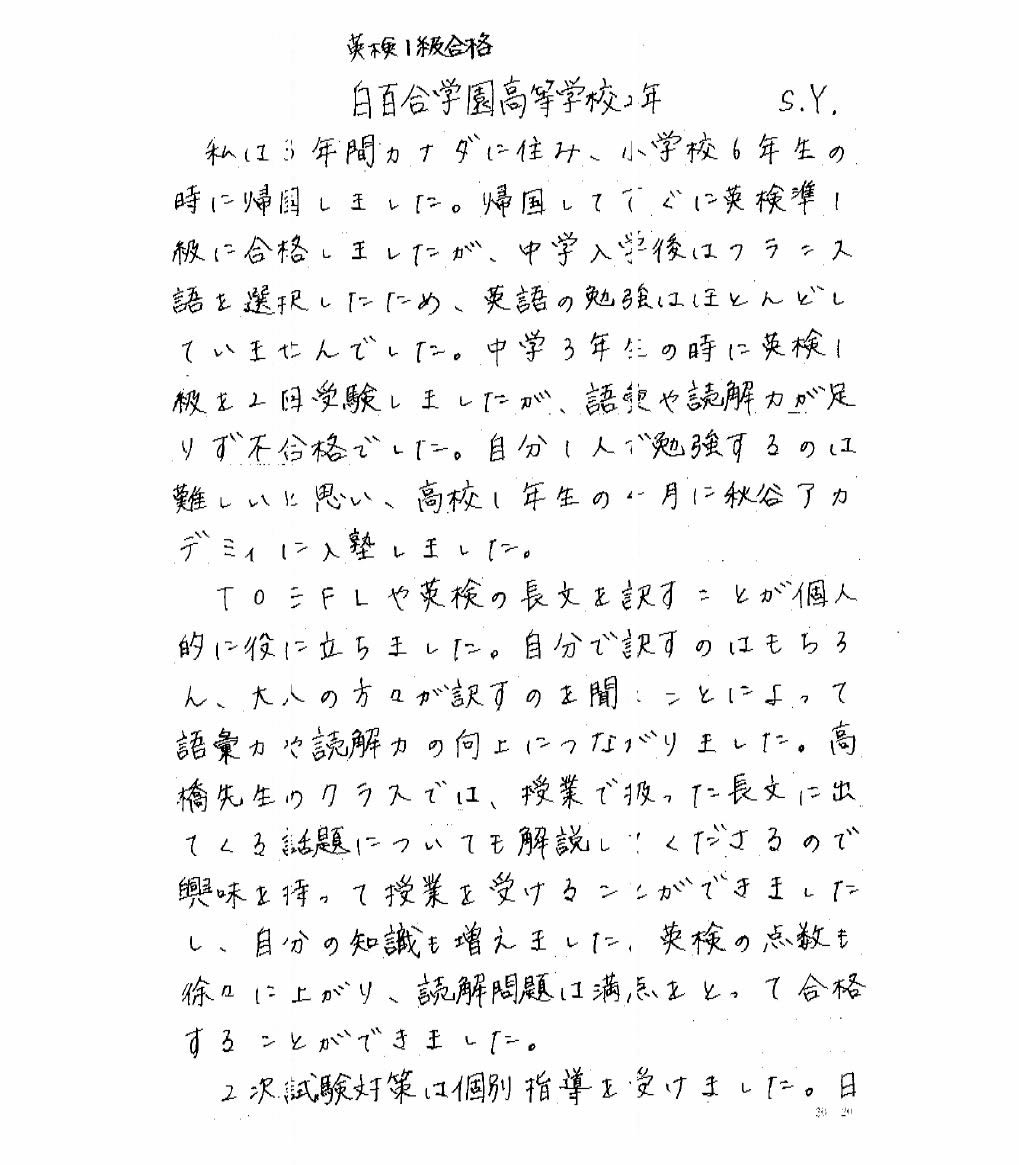 英検1級合格
白百合学園高等学校2年 S.Y.
私は3年間カナダに住み、小学校6年生の
時に帰国しました。帰国してすぐに英検準1
級に合格しましたが、中学入学後はフランス
語を選択したため、英語の勉強はほとんどし
ていませんでした。中学3年生の時に英検1
級を2回受験しましたが、語彙や読解力が足
りず不合格でした。自分1人で勉強するのは
難しいと思い、高校1年生の 月に秋谷アカ
デミィに入塾しました。
TOEFLや英検の長文を訳すことが個人
的に役に立ちました。自分で訳すのはもちろ
ん、大人の方々が訳すのを聞くことによって
語彙力や読解力の向上につながりました。高
橋先生のクラスでは、授業で扱った長文に出
てくる話題についても解説してくださるので
興味を持って授業を受けることができました
し、自分の知識も増えました。英検の点数も
徐々に上がり、読解問題は満点をとって合格
することができました。
2次試験対策は個別指導を受けました。日
20 20